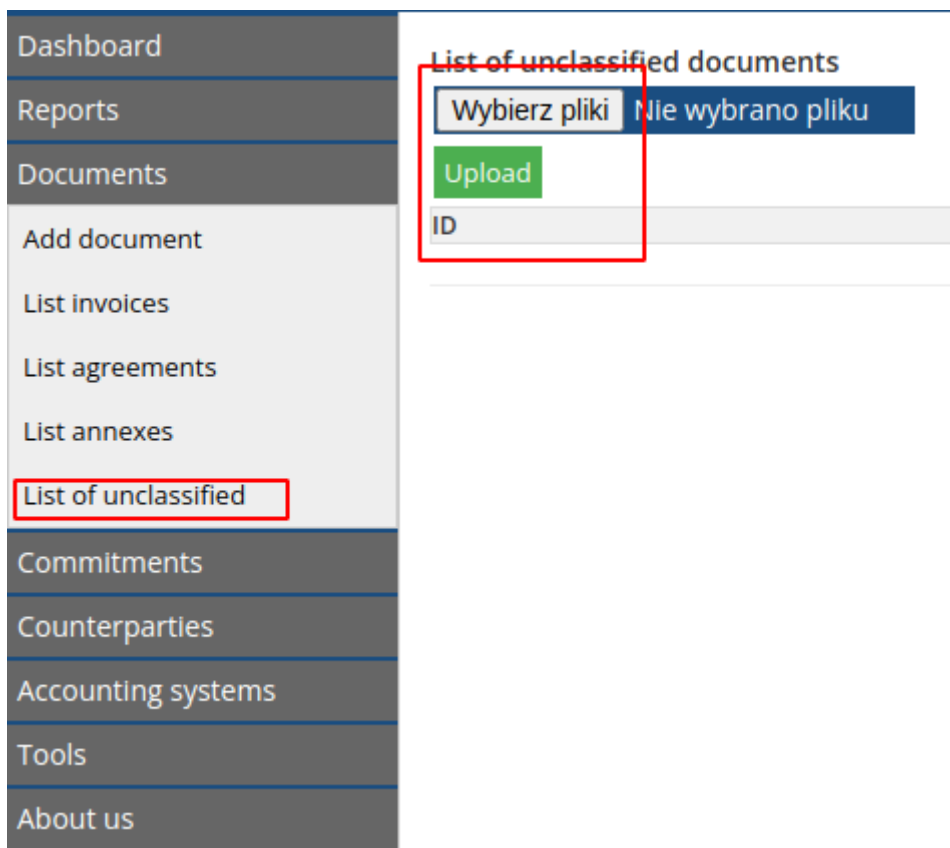 Dashboard
Reports
Documents
Add document
List invoices
List agreements
List annexes
List of unclassified
Commitments
Counterparties
Accounting systems
Tools
About us
List of unclassified documents
Wybierz pliki Nie wybrano pliku
Upload
ID